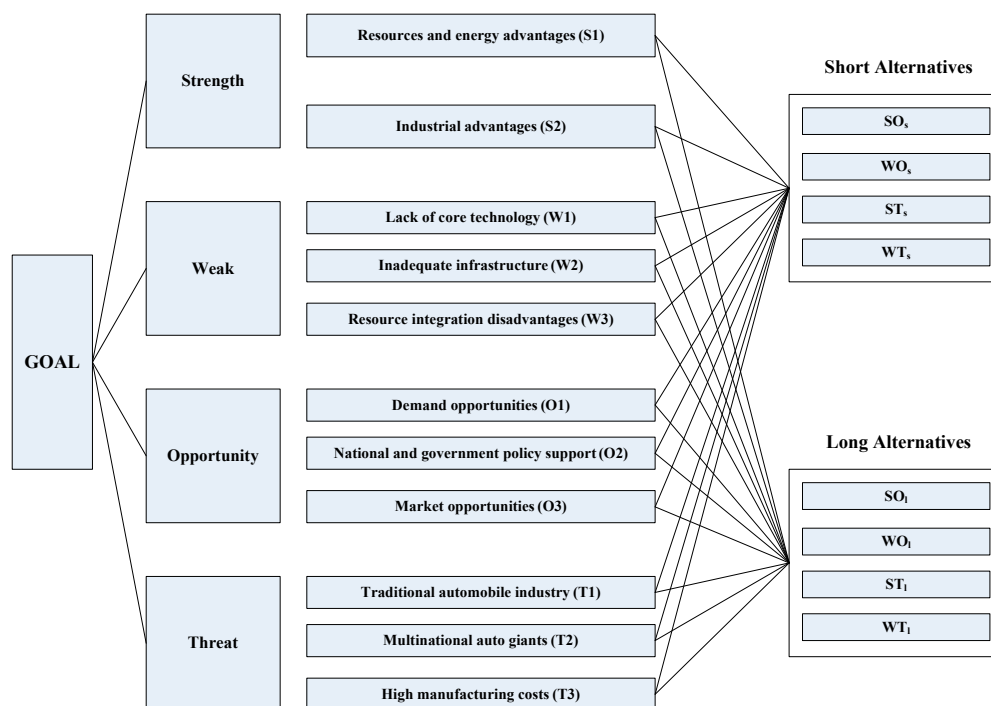 GOAL
Strength
Weak
Opportunity
Threat
Resources and energy advantages (S1)
Industrial advantages (S2)
Lack of core technology (W1)
Inadequate infrastructure (W2)
Resource integration disadvantages (W3)
Demand opportunities (O1)
National and government policy support (O2)
Market opportunities (O3)
Traditional automobile industry (T1)
Multinational auto giants (T2)
High manufacturing costs (T3)
Short Alternatives
SOs
WOs
STs
WTs
Long Alternatives
SOl
WOl
STl
WTl